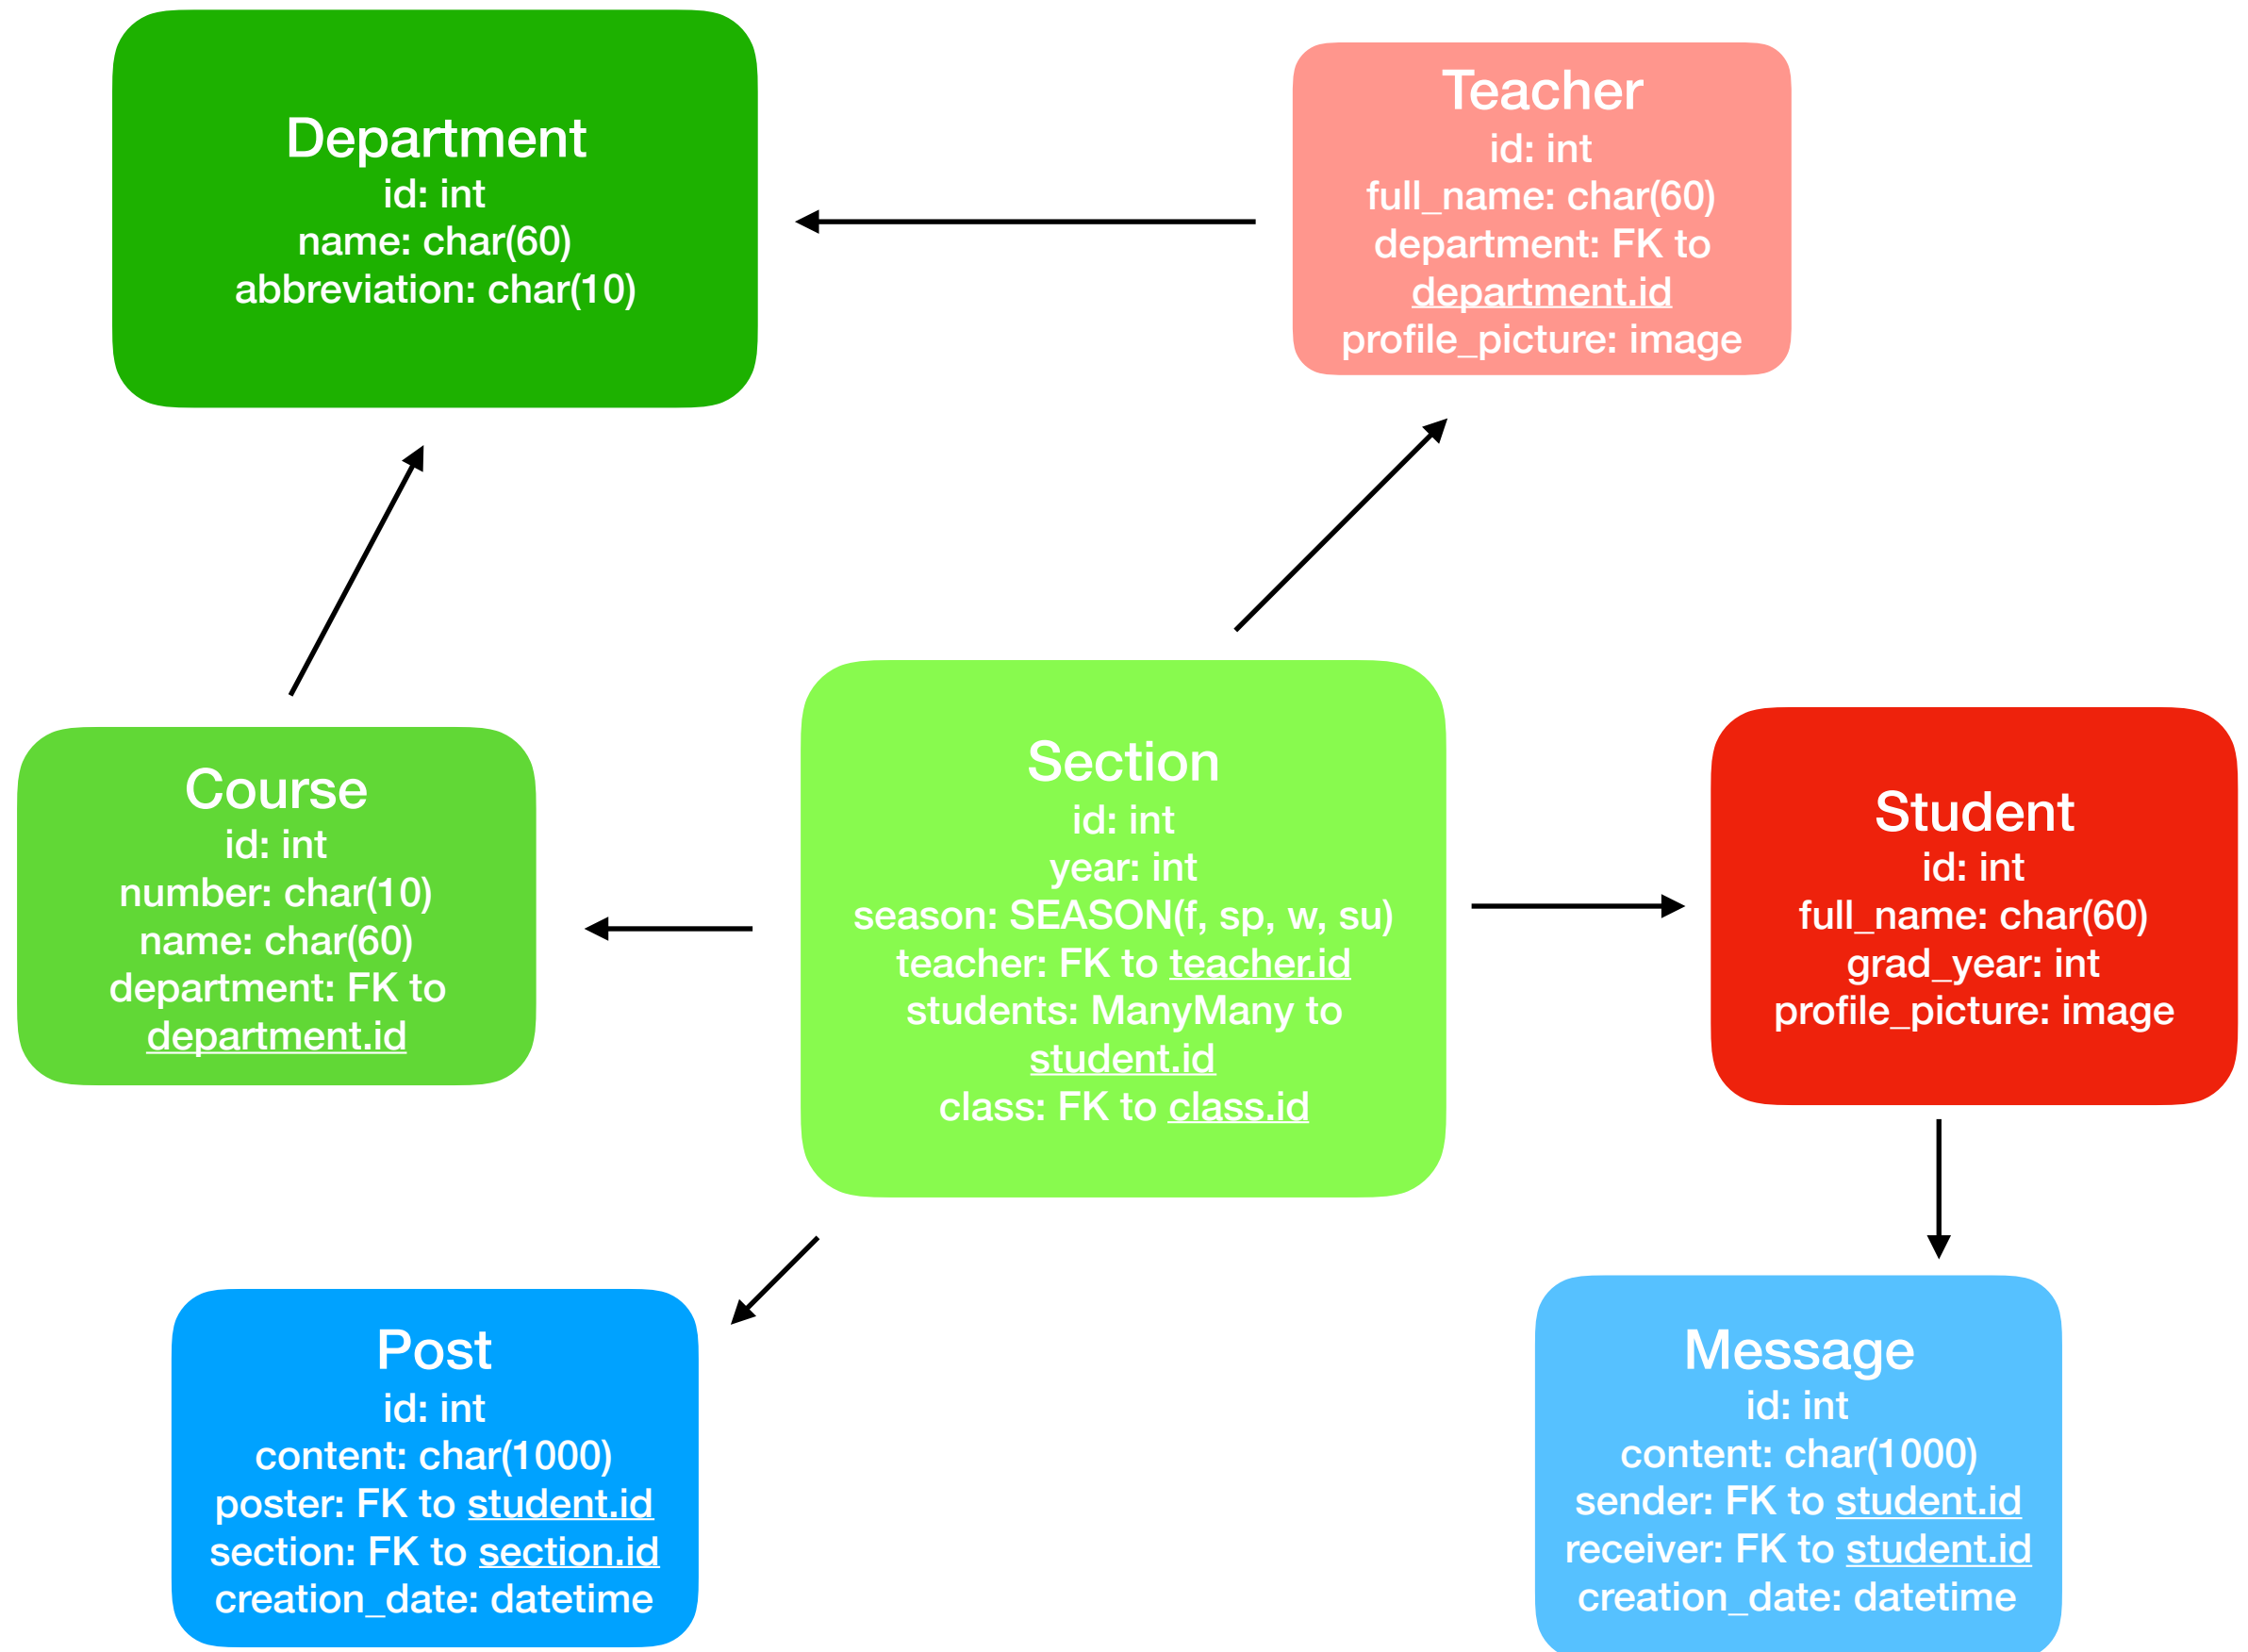 Department
id: int
name: char(60)
abbreviation: char(10)
Teacher
id: int
full_name: char(60)
department: FK to
department.id
profile_picture: image
Course
id: int
number: char(10)
name: char(60)
department: FK to
department.id
Section
id: int
year: int
season: SEASON(f, sp, w, su)
teacher: FK to teacher.id
students: ManyMany to
student.id
class: FK to class.id
Student
id: int
full_name: char(60)
grad_year: int
profile_picture: image
Post
id: int
content: char(1000)
poster: FK to student.id
section: FK to section.id
creation_date: datetime
Message
id: int
content: char(1000)
sender: FK to student.id
receiver: FK to student.id
creation_date: datetime